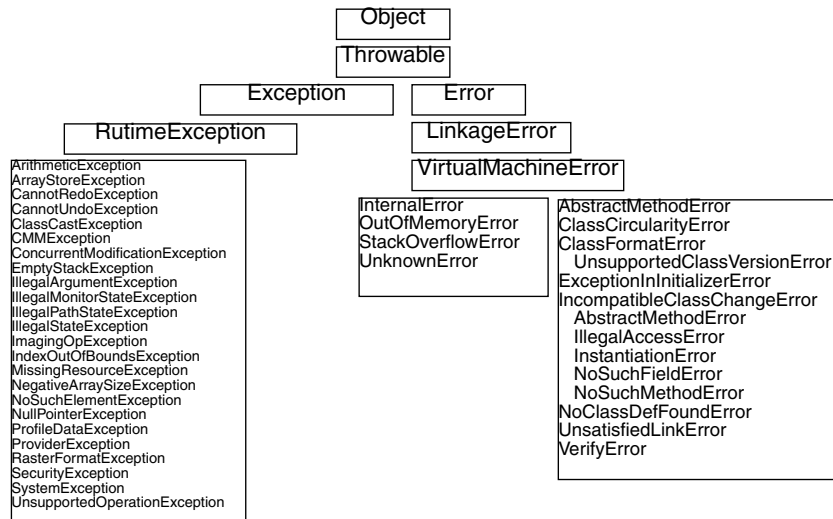 Object
Throwable
Exception
Error
RutimeException
LinkageError
VirtualMachineError
ArithmeticException
ArrayStoreException
CannotRedoException
CannotUndoException
ClassCastException
CMMException
ConcurrentModificationException
EmptyStackException
IllegalArgumentException
IllegalMonitorStateException
IllegalPathStateException
IllegalStateException
ImagingOpException
IndexOutOfBoundsException
MissingResourceException
NegativeArraySizeException
NoSuchElementException
NullPointerException
ProfileDataException
ProviderException
RasterFormatException
SecurityException
SystemException
UnsupportedOperationException
InternalError
OutOfMemoryError
StackOverflowError
UnknownError
AbstractMethodError
ClassCircularityError
ClassFormatError
UnsupportedClassVersionError
ExceptionInInitializerError
IncompatibleClassChangeError
AbstractMethodError
IllegalAccessError
InstantiationError
NoSuchFieldError
NoSuchMethodError
NoClassDefFoundError
UnsatisfiedLinkError
VerifyError